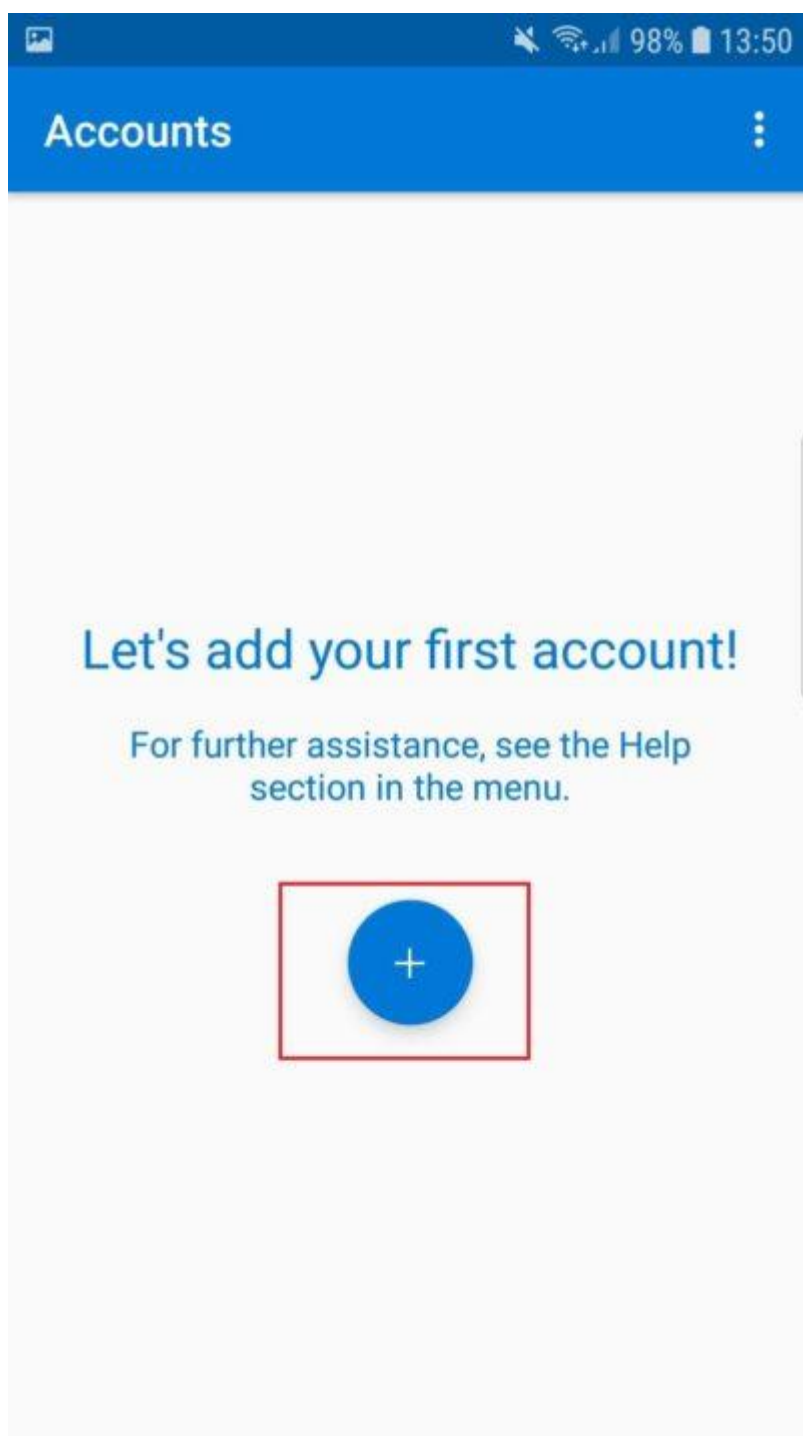 98% 13:50
Accounts
Let's add your first account!
For further assistance, see the Help
section in the menu.